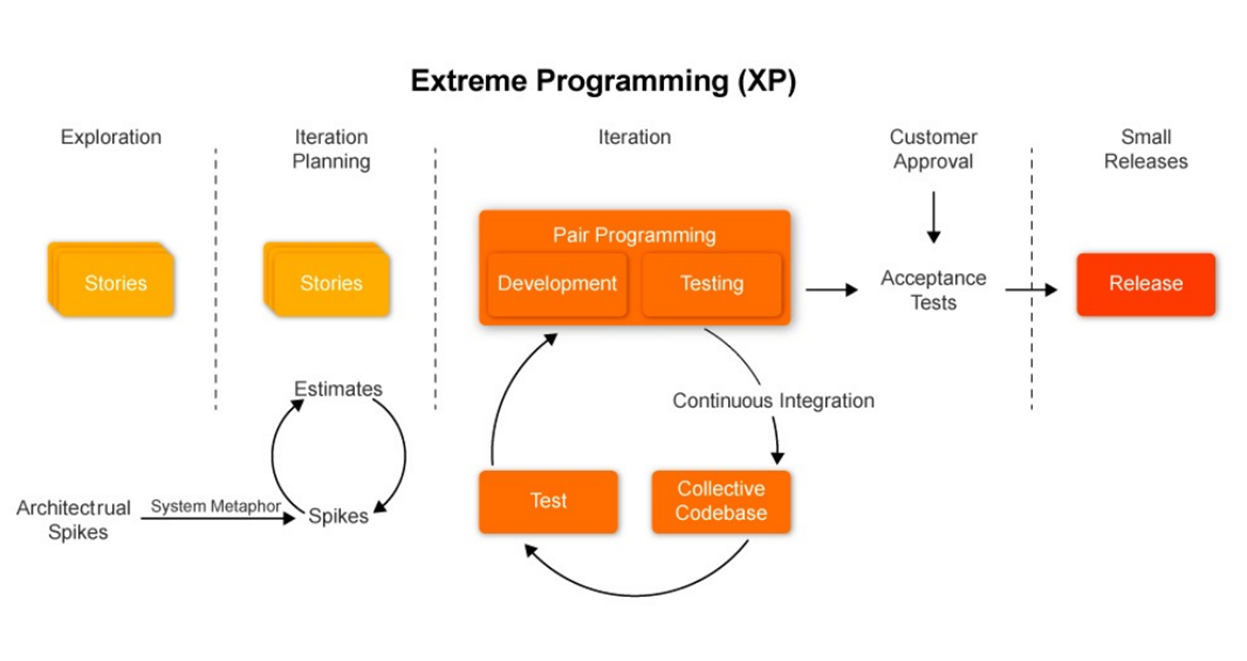 Extreme Programming (XP)
Exploration
Iteration
Planning
Iteration
Customer
Approval
Small
Releases
Stories
Stories
Pair Programming
Development
Testing
Acceptance
Tests
Release
Estimates
Continuous Integration
Architectrual
Spikes
System Metaphor
Spikes
Test
Collective
Codebase